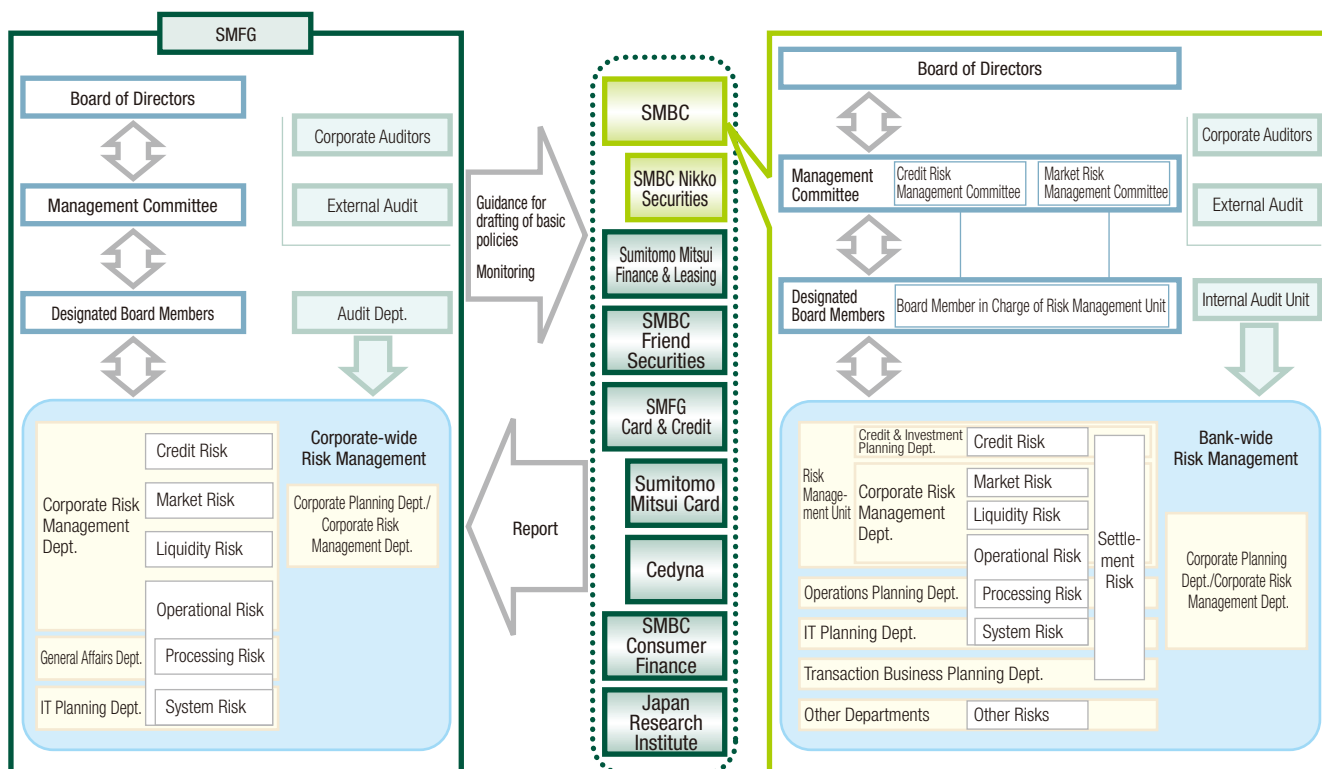 SMFG
Board of Directors
Corporate Auditors
Management Committee
External Audit
Designated Board Members
Audit Dept.
Corporate-wide
Risk Management
Corporate Risk
Management
Dept.
Credit Risk
Market Risk
Liquidity Risk
Operational Risk
General Affairs Dept.
Processing Risk
IT Planning Dept.
System Risk
Corporate Planning Dept./
Corporate Risk
Management Dept.
Guidance for
drafting of basic
policies
Monitoring
Report
SMBC
SMBC Nikko
Securities
Sumitomo Mitsui
Finance & Leasing
SMBC
Friend
Securities
SMFG
Card & Credit
Sumitomo
Mitsui Card
Cedyna
SMBC
Consumer
Finance
Japan
Research
Institute
Board of Directors
Corporate Auditors
Management
Committee
Credit Risk
Management Committee
Market Risk
Management Committee
External Audit
Designated
Board Members
Board Member in Charge of Risk Management Unit
Internal Audit Unit
Bank-wide
Risk Management
Risk
Manage-
ment Unit
Credit & Investment
Planning Dept.
Credit Risk
Corporate Risk
Management
Dept.
Market Risk
Liquidity Risk
Operational Risk
Settle-
ment
Risk
Operations Planning Dept.
Processing Risk
IT Planning Dept.
System Risk
Transaction Business Planning Dept.
Other Departments
Other Risks
Corporate Planning
Dept./Corporate Risk
Management Dept.